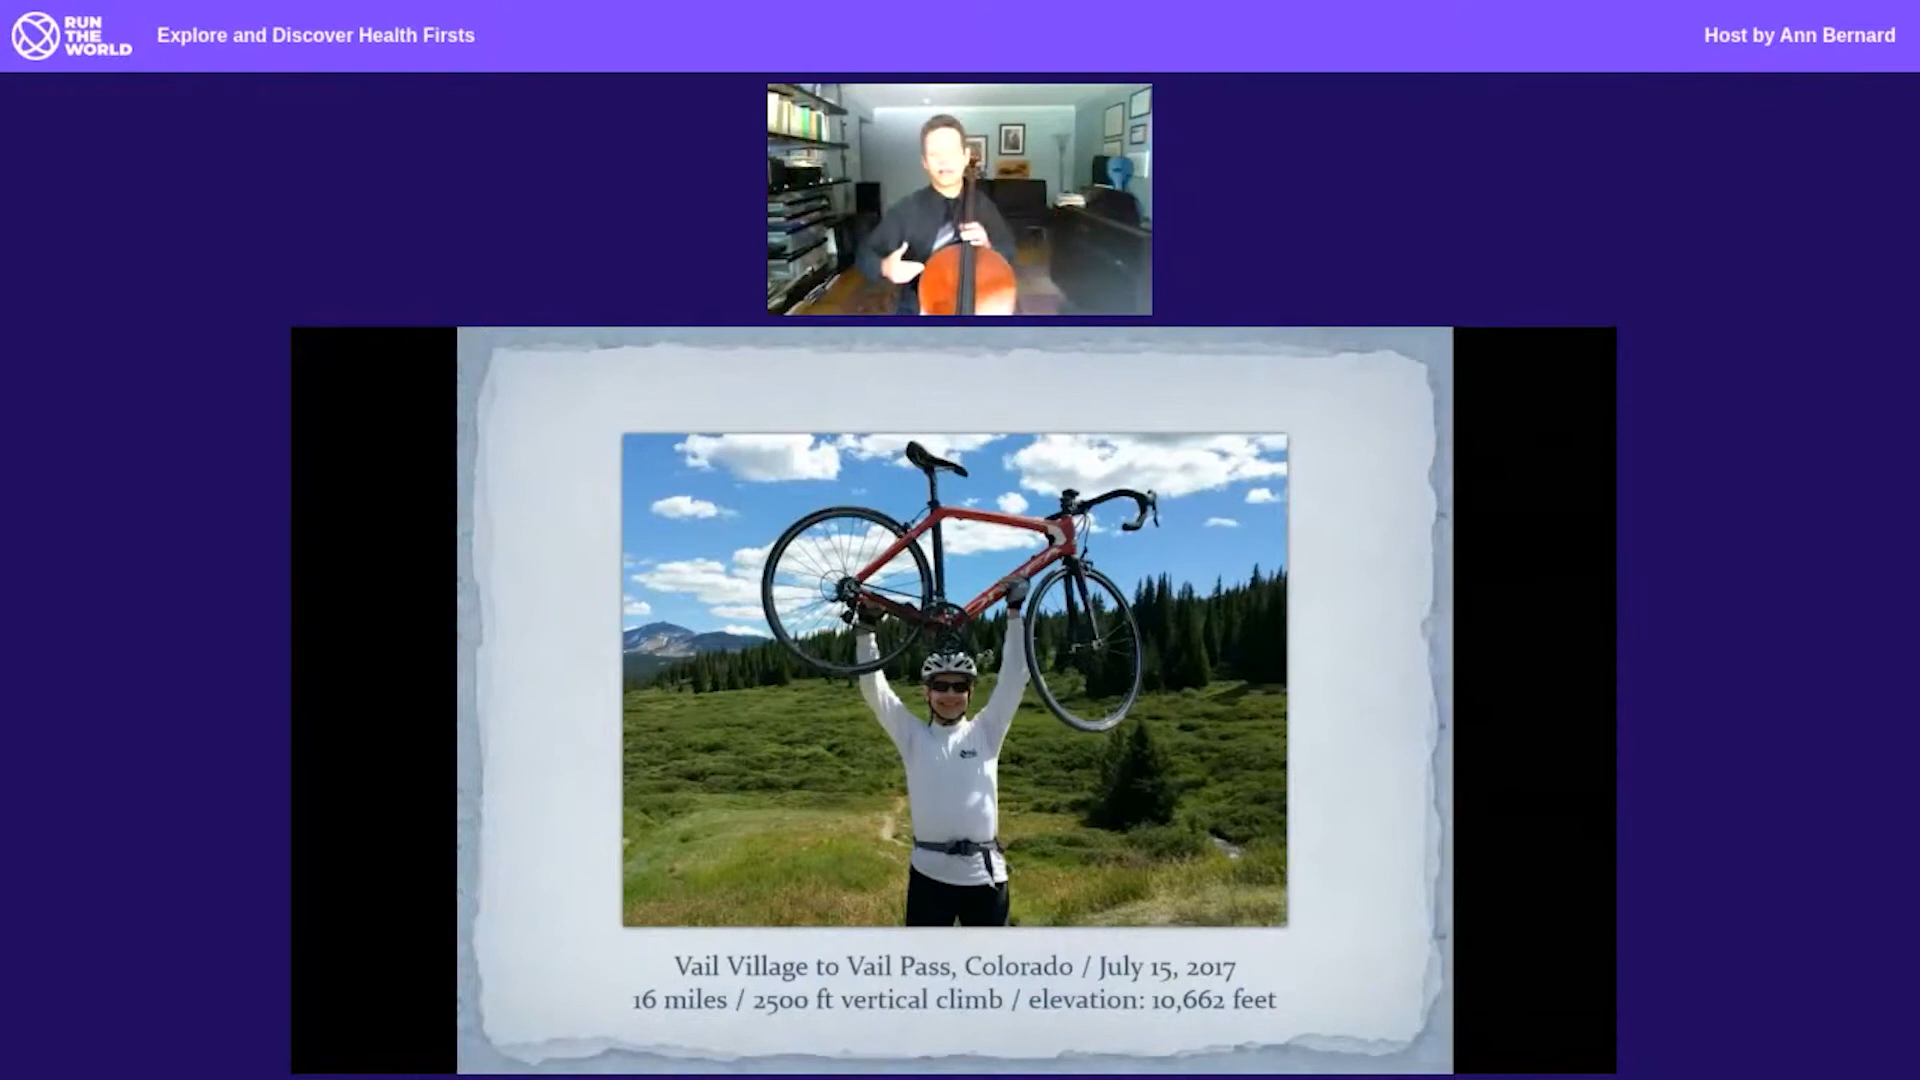 RUN
THE
WORLD
Explore and Discover Health Firsts
Host by Ann Bernard
Vail Village to Vail Pass, Colorado / July 15, 2017
16 miles / 2500 ft vertical climb / elevation: 10,662 feet